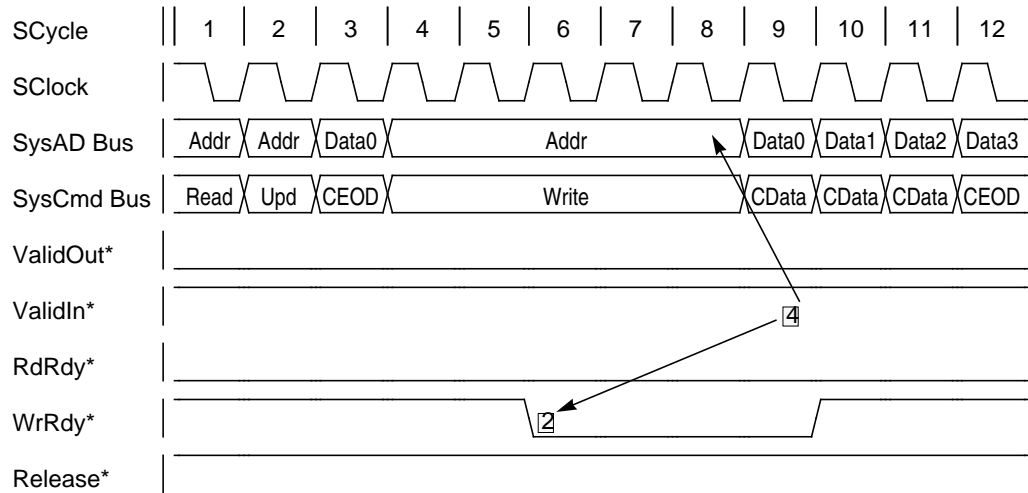 SCycle 1 2 3 4 5 6 7 8 9 10 11 12
SClock
SysAD Bus Addr Addr Data0 Addr Data0 Data1 Data2 Data3
SysCmd Bus Read Upd CEOD Write CData CData CData CEOD
ValidOut*
ValidIn* 4
RdRdy*
WrRdy* 2
Release*